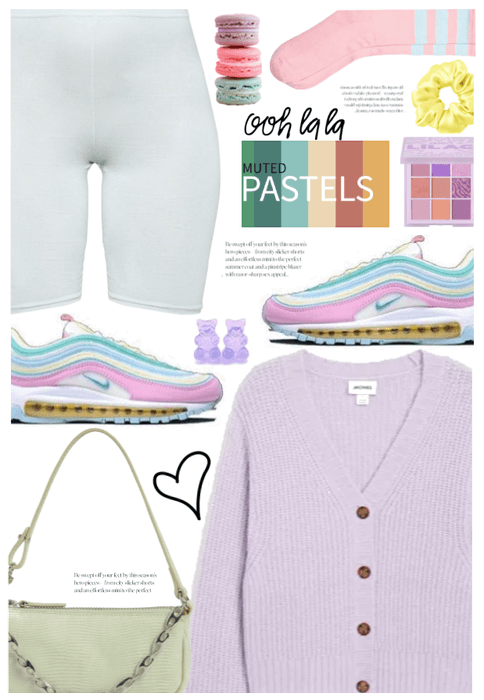 ooh la la
MUTED
PASTELS
LILAC
Be swept off your feet by this season's
hero pieces – from city slicker shorts
and an effortless mini to the perfect
summer coat and a pinstripe blazer
with razor-sharp sex appeal..
MONKI
Be swept off your feet by this season's
hero pieces – from city slicker shorts
and an effortless mini to the perfect